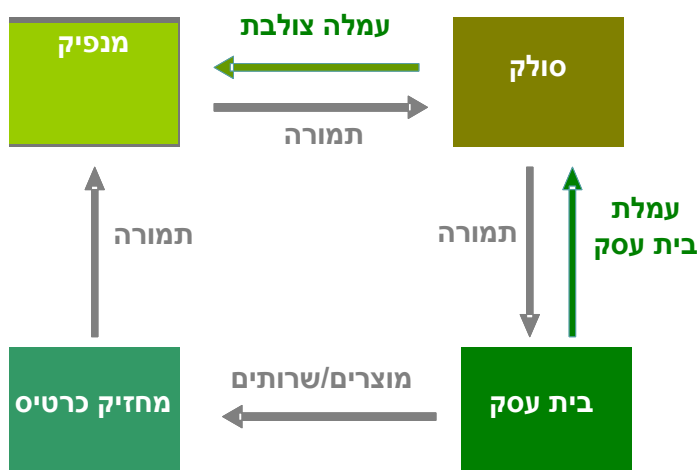 עמלה צולבת
סולק
מנפיק
תמורה
עמלת
בית עסק
תמורה
תמורה
מוצרים/שרותים
בית עסק
מחזיק כרטיס